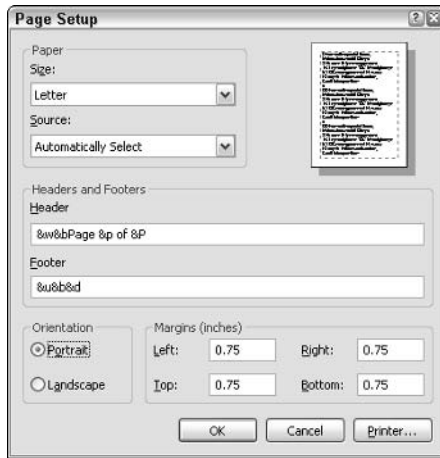 Page Setup
Paper
Size:
Letter
Source:
Automatically Select
Headers and Footers
Header
&w&bPage &p of &P
Footer
&u&b&d
Orientation
Portrait
Landscape
Margins (inches)
Left: 0.75 Right: 0.75
Top: 0.75 Bottom: 0.75
OK Cancel Printer...